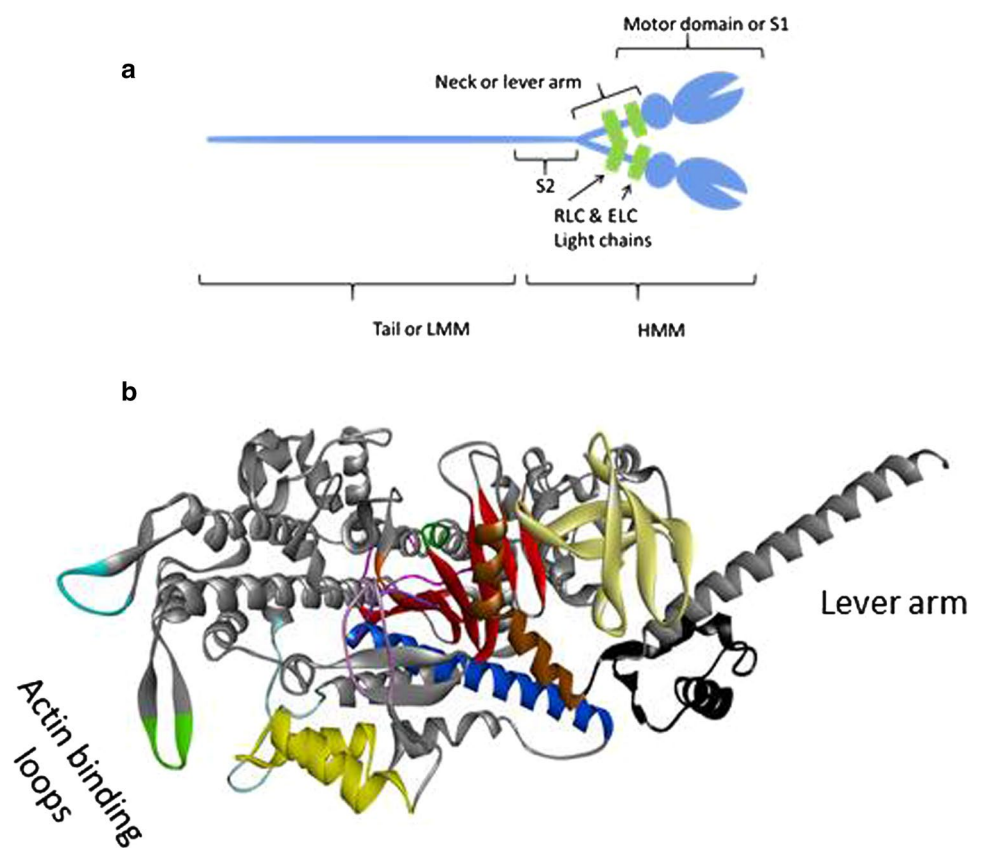 a
Motor domain or S1
Neck or lever arm
S2
RLC & ELC
Light chains
Tail or LMM
HMM
b
Lever arm
Actin binding
loops